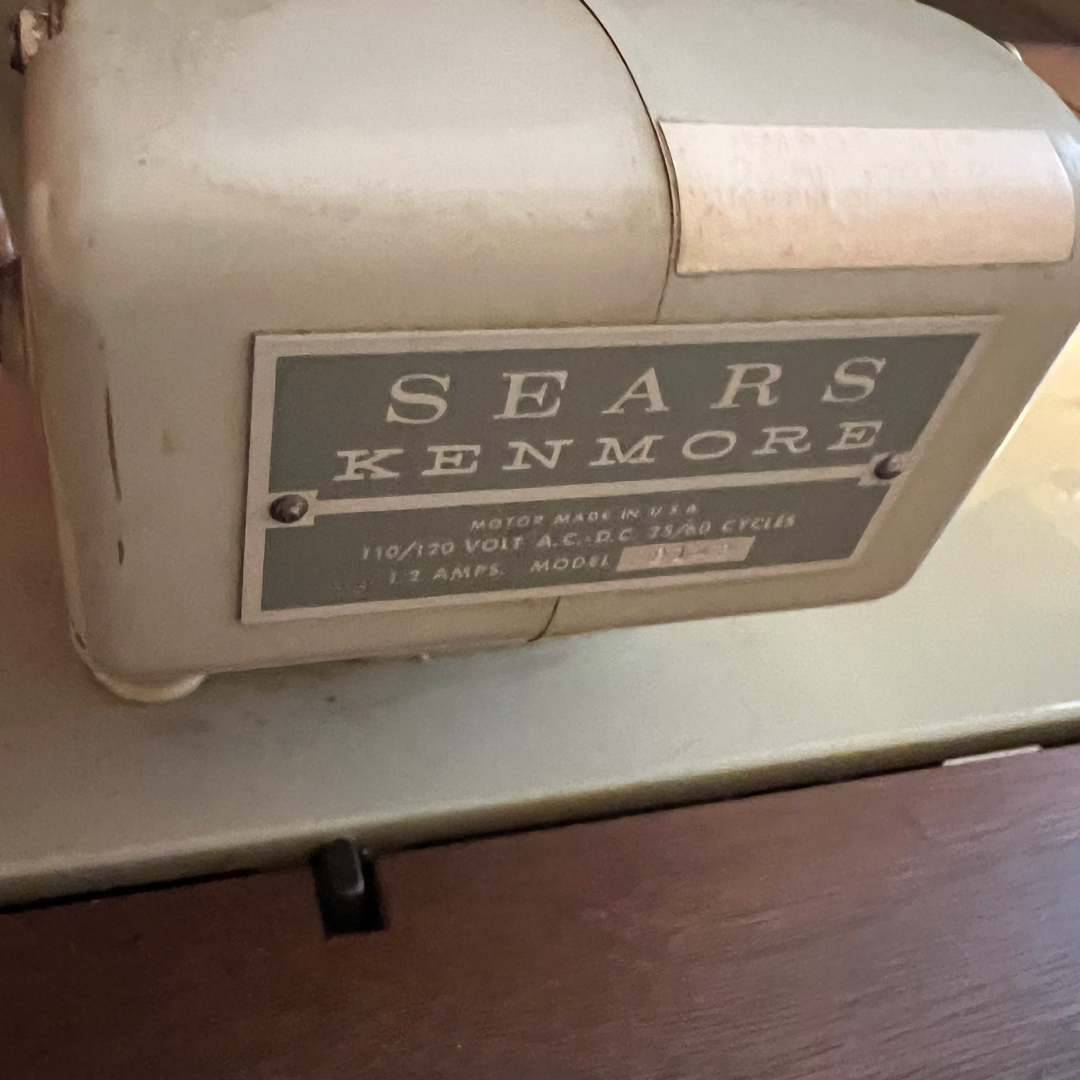 SEARS
KENMORE
MOTOR MADE IN U.S.A.
110/120 VOLT A.C.-D.C. 25/60 CYCLES
1.2 AMPS. MODEL